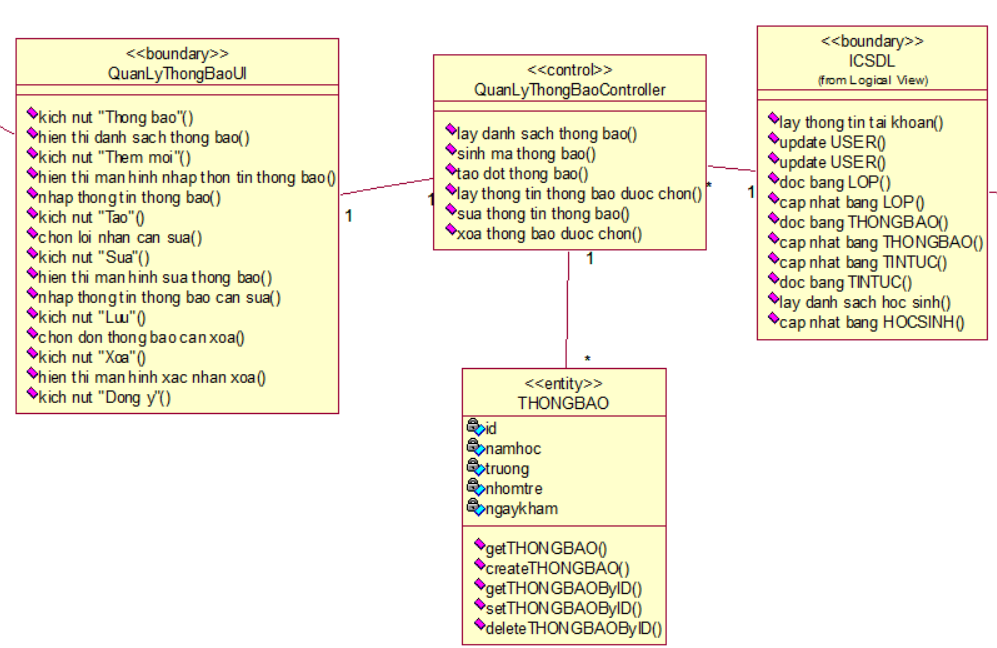 <<boundary>>
QuanLyThongBaoUI
kich nut "Thong bao"()
hien thi danh sach thong bao()
kich nut "Them moi"()
hien thi man hinh nhap thon tin thong bao()
nhap thong tin thong bao()
kich nut "Tao"()
chon loi nhan can sua()
kich nut "Sua"()
hien thi man hinh sua thong bao()
nhap thong tin thong bao can sua()
kich nut "Luu"()
chon don thong bao can xoa()
kich nut "Xoa"()
hien thi man hinh xac nhan xoa()
kich nut "Dong y"()
1
1
<<control>>
QuanLyThongBaoController
lay danh sach thong bao()
sinh ma thong bao()
tao dot thong bao()
lay thong tin thong bao duoc chon()
sua thong tin thong bao()
xoa thong bao duoc chon()
*
1
<<boundary>>
ICSDL
(from Logical View)
lay thong tin tai khoan()
update USER()
update USER()
doc bang LOP()
cap nhat bang LOP()
doc bang THONGBAO()
cap nhat bang THONGBAO()
cap nhat bang TINTUC()
doc bang TINTUC()
lay danh sach hoc sinh()
cap nhat bang HOCSINH()
1
*
<<entity>>
THONGBAO
id
namhoc
truong
nhomtre
ngaykham
getTHONGBAO()
createTHONGBAO()
getTHONGBAOByID()
setTHONGBAOByID()
deleteTHONGBAOByID()